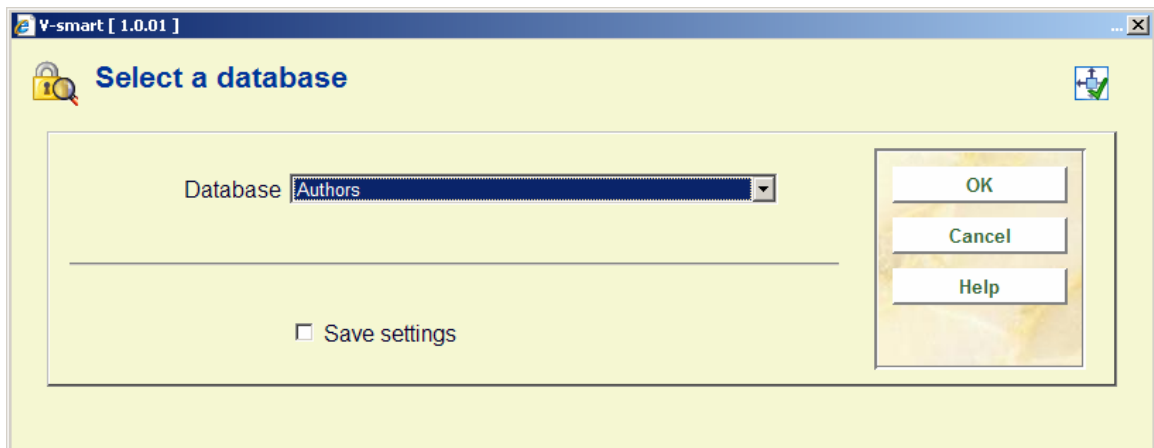 V-smart [ 1.0.01 ]
...
Select a database
Database
Authors
OK
Cancel
Help
Save settings